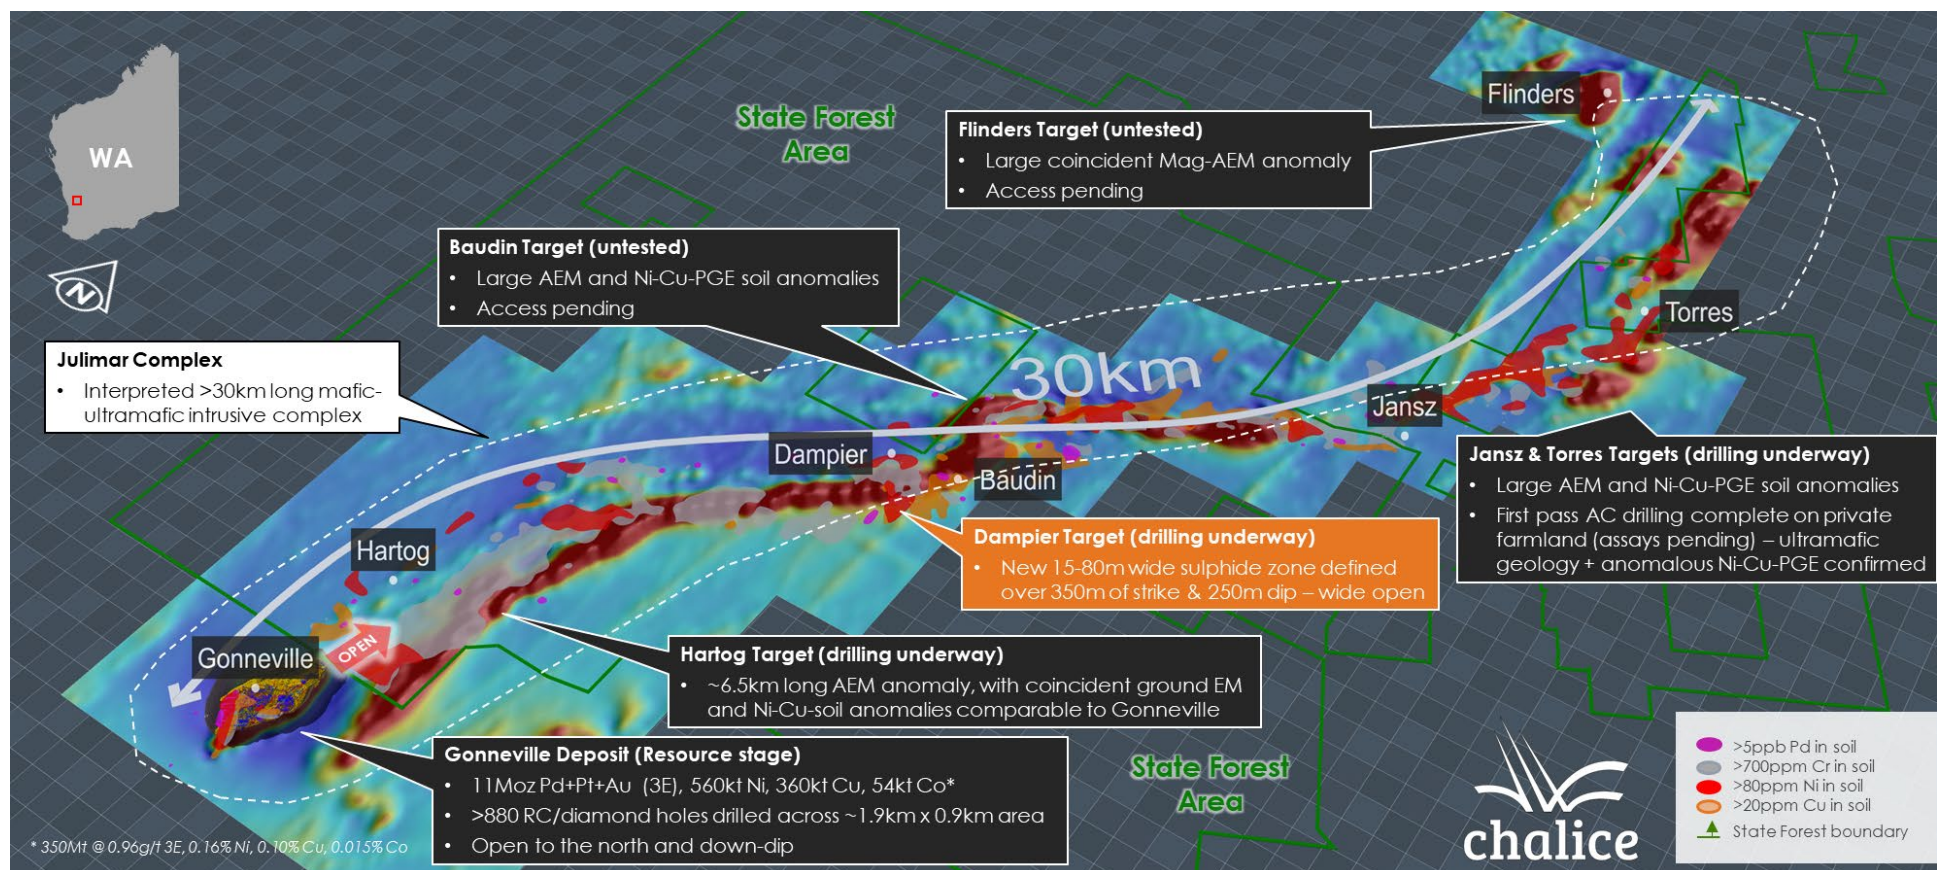 WA
N
State Forest
Area
Flinders
Flinders Target (untested)
• Large coincident Mag-AEM anomaly
• Access pending
Baudin Target (untested)
• Large AEM and Ni-Cu-PGE soil anomalies
• Access pending
Julimar Complex
• Interpreted >30km long mafic-
ultramafic intrusive complex
30km
Torres
Jansz
Dampier
Baudin
Jansz & Torres Targets (drilling underway)
• Large AEM and Ni-Cu-PGE soil anomalies
• First pass AC drilling complete on private
farmland (assays pending) – ultramafic
geology + anomalous Ni-Cu-PGE confirmed
Dampier Target (drilling underway)
• New 15-80m wide sulphide zone defined
over 350m of strike & 250m dip – wide open
Hartog
OPEN
Gonneville
Hartog Target (drilling underway)
• ~6.5km long AEM anomaly, with coincident ground EM
and Ni-Cu-soil anomalies comparable to Gonneville
Gonneville Deposit (Resource stage)
• 11Moz Pd+Pt+Au (3E), 560kt Ni, 360kt Cu, 54kt Co*
• >880 RC/diamond holes drilled across ~1.9km x 0.9km area
• Open to the north and down-dip
* 350Mt @ 0.96g/t 3E, 0.16% Ni, 0.10% Cu, 0.015% Co
State Forest
Area
chalice
>5ppb Pd in soil
>700ppm Cr in soil
>80ppm Ni in soil
>20ppm Cu in soil
State Forest boundary